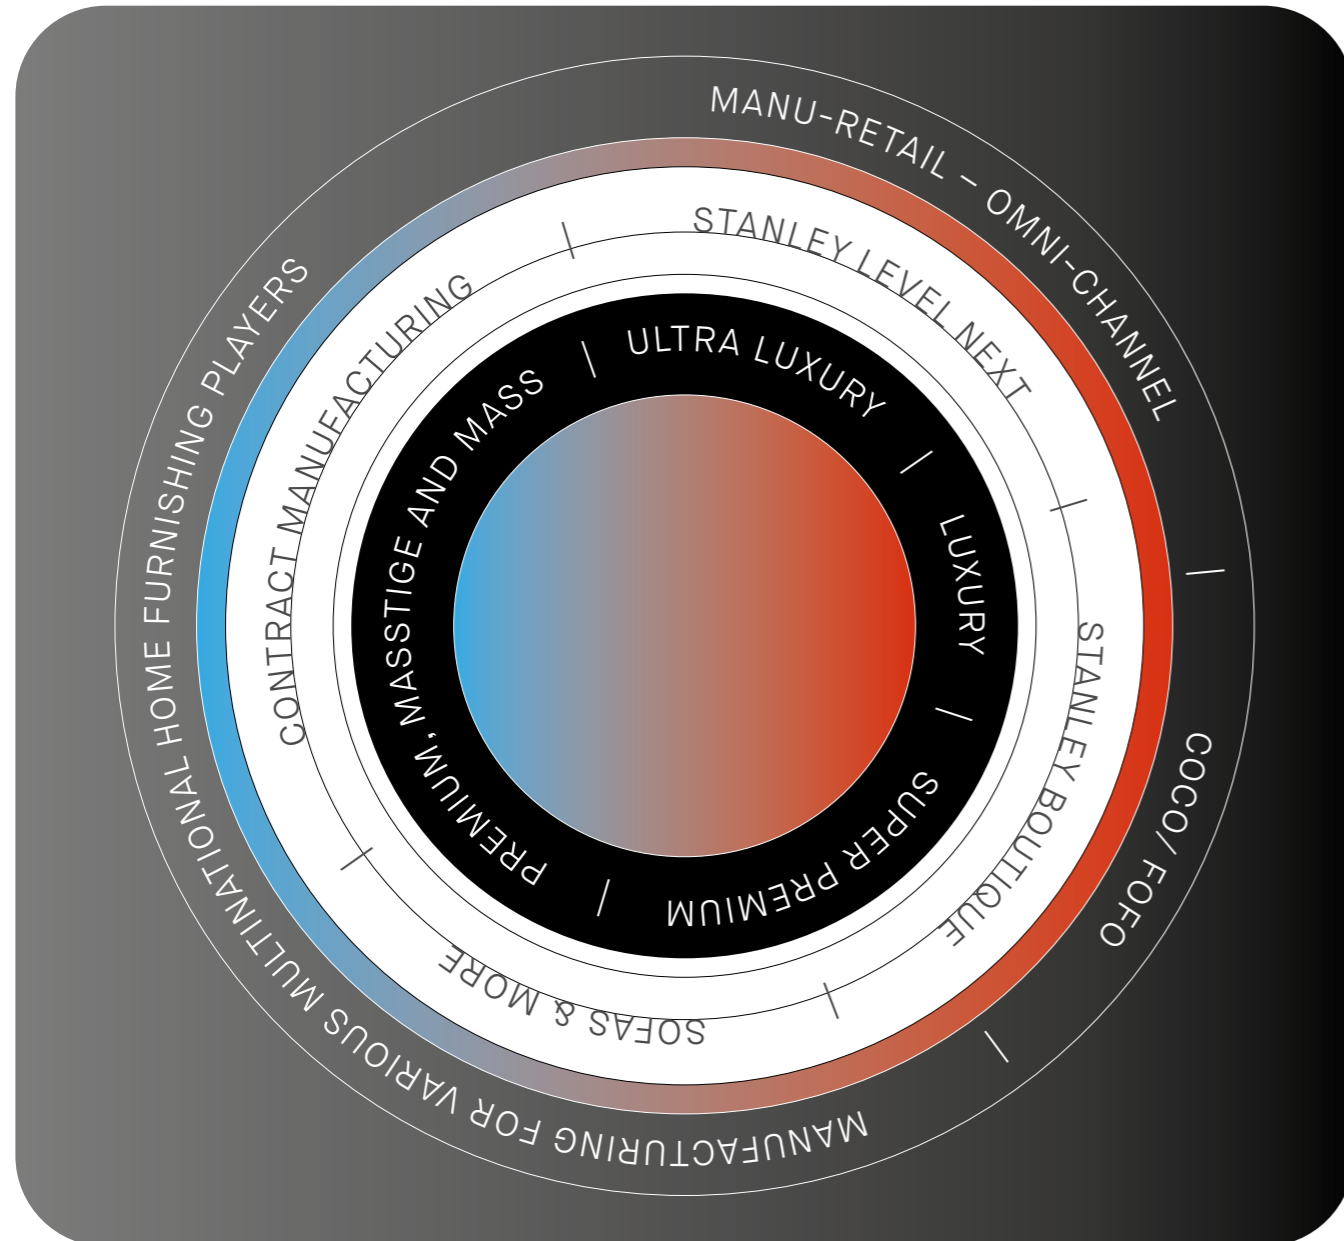 MANU-RETAIL – OMNI-CHANNEL
|
COCO/ FOFO
|
MANUFACTURING FOR VARIOUS MULTINATIONAL HOME FURNISHING PLAYERS
STANLEY LEVEL NEXT
|
STANLEY BOUTIQUE
|
SOFAS & MORE
|
CONTRACT MANUFACTURING
|
ULTRA LUXURY
|
LUXURY
|
SUPER PREMIUM
|
PREMIUM, MASSTIGE AND MASS
|